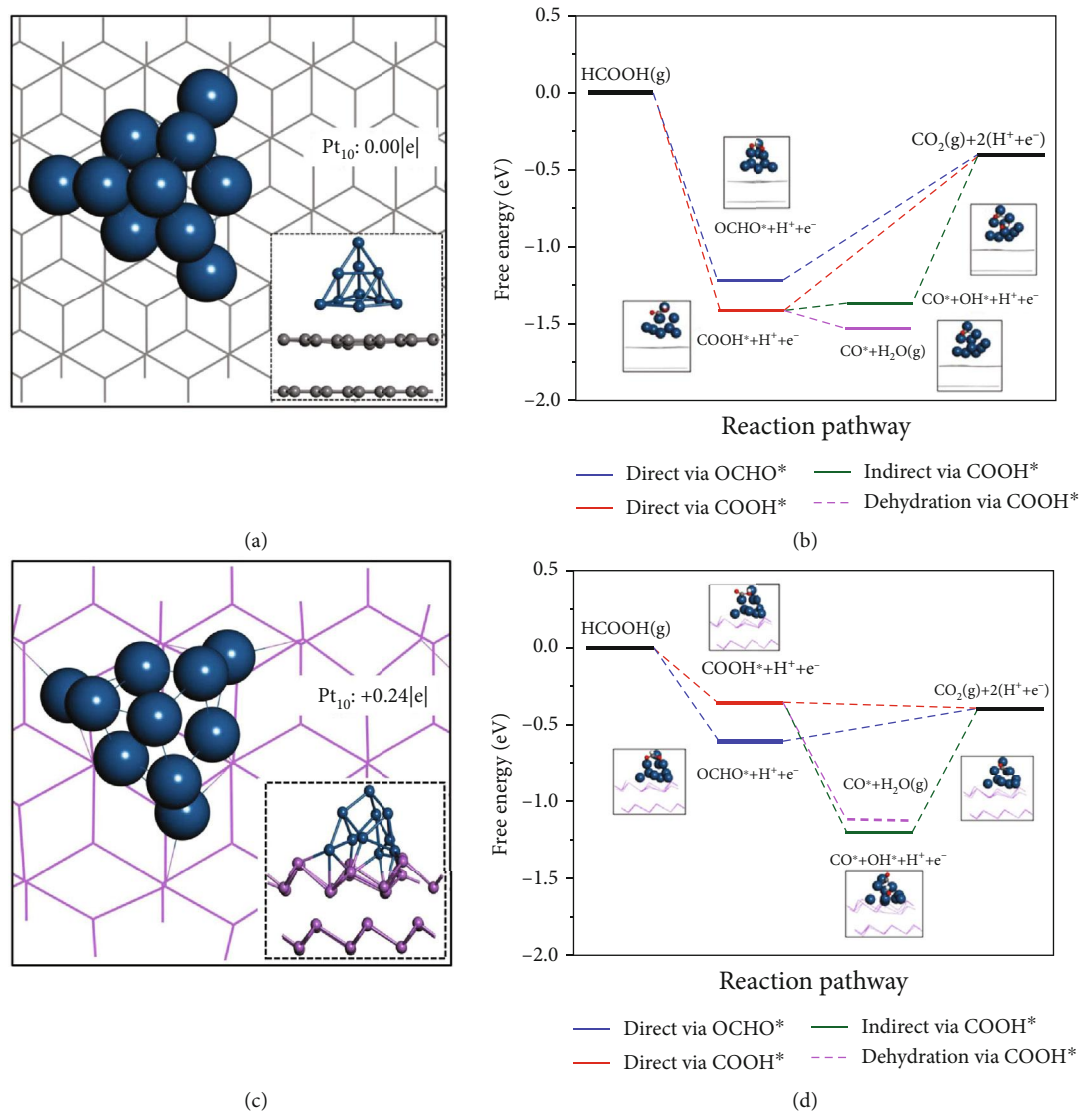 Pt₁₀: 0.00|e|
(a)
0.5
0.0
−0.5
−1.0
−1.5
−2.0
Free energy (eV)
HCOOH(g)
OCHO*+H⁺+e⁻
COOH*+H⁺+e⁻
CO₂(g)+2(H⁺+e⁻)
CO*+OH*+H⁺+e⁻
CO*+H₂O(g)
Reaction pathway
Direct via OCHO*
Indirect via COOH*
Direct via COOH*
Dehydration via COOH*
(b)
Pt₁₀: +0.24|e|
(c)
0.5
0.0
−0.5
−1.0
−1.5
−2.0
Free energy (eV)
HCOOH(g)
COOH*+H⁺+e⁻
OCHO*+H⁺+e⁻
CO₂(g)+2(H⁺+e⁻)
CO*+H₂O(g)
CO*+OH*+H⁺+e⁻
Reaction pathway
Direct via OCHO*
Indirect via COOH*
Direct via COOH*
Dehydration via COOH*
(d)